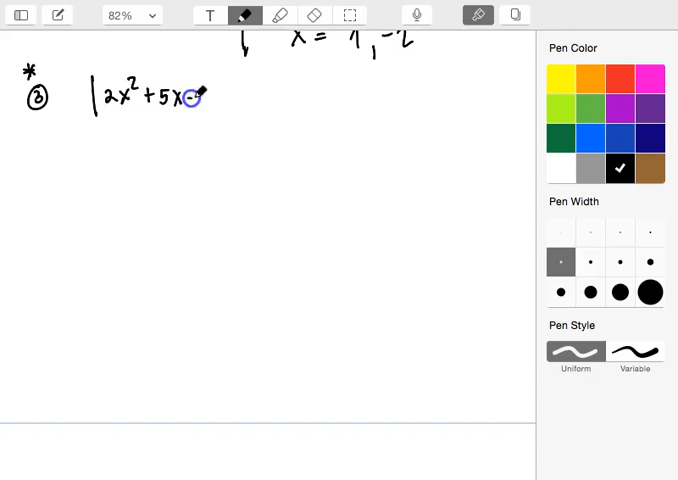 82%
T
x = 1, -2
*
③ | 2x² + 5x -
Pen Color
Pen Width
Pen Style
Uniform
Variable